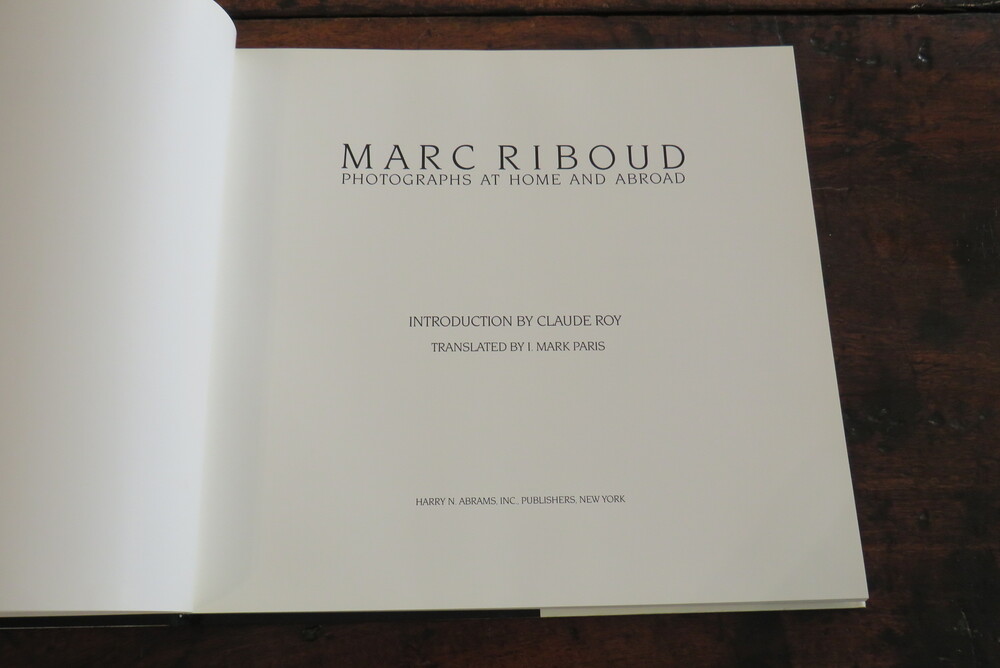 MARC RIBOUD
PHOTOGRAPHS AT HOME AND ABROAD
INTRODUCTION BY CLAUDE ROY
TRANSLATED BY I. MARK PARIS
HARRY N. ABRAMS, INC., PUBLISHERS, NEW YORK